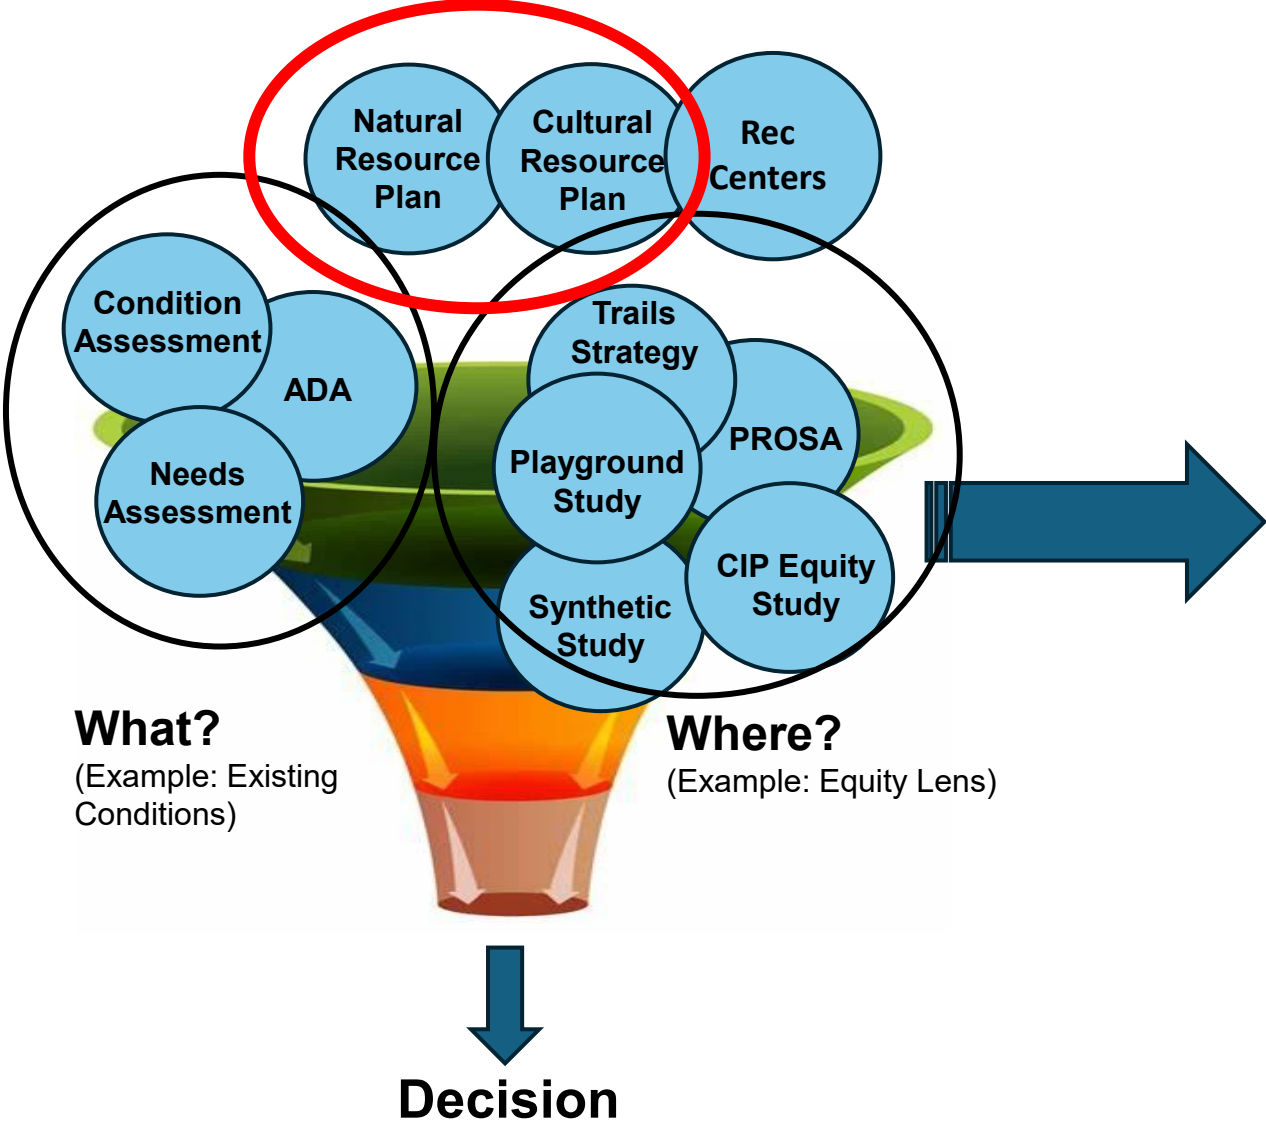 Natural
Resource
Plan
Cultural
Resource
Plan
Rec
Centers
Condition
Assessment
ADA
Needs
Assessment
Trails
Strategy
PROSA
Playground
Study
CIP Equity
Study
Synthetic
Study
What?
(Example: Existing
Conditions)
Where?
(Example: Equity Lens)
Decision